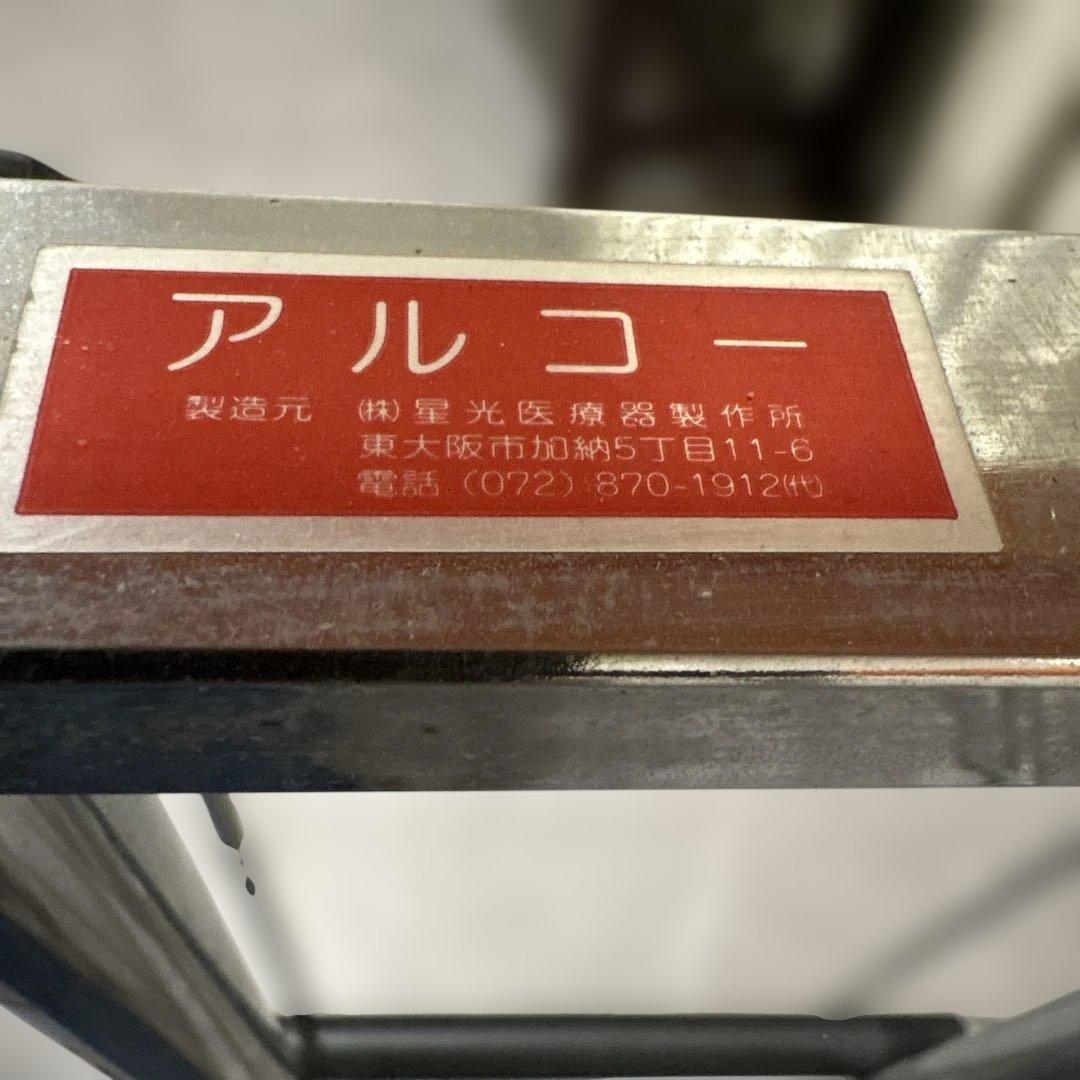 アルコー
製造元 ㈱星光医療器製作所
東大阪市加納5丁目11-6
電話 (072) 870-1912㈹